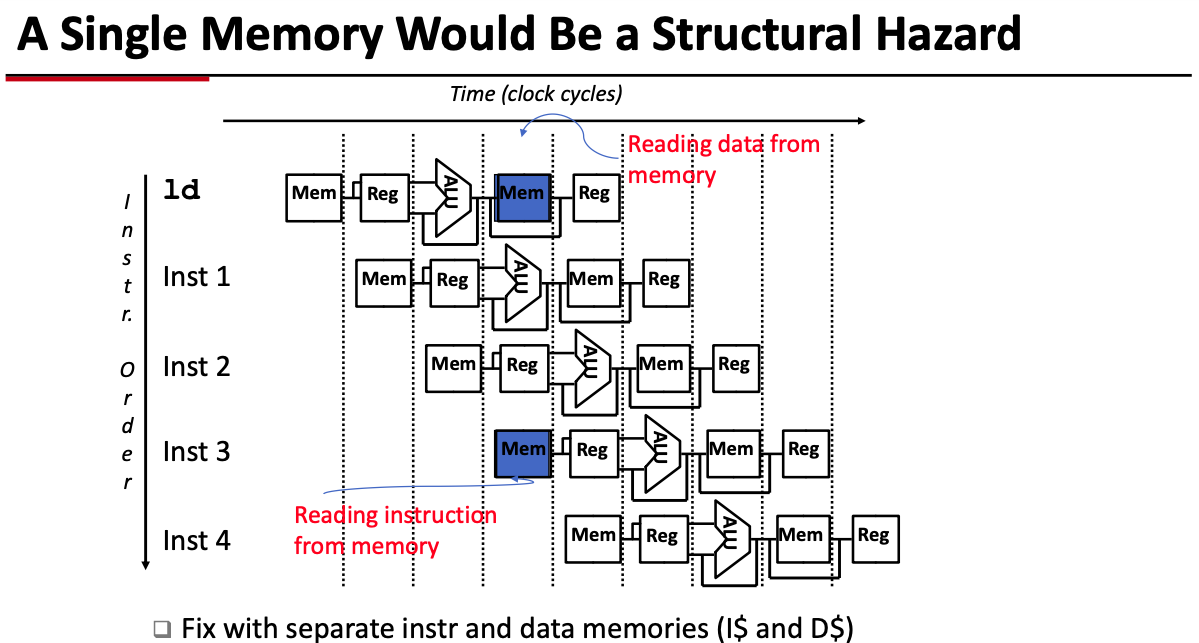 A Single Memory Would Be a Structural Hazard
Time (clock cycles)
Reading data from
memory
I
n
s
t
r.
O
r
d
e
r
ld
Mem Reg ALU Mem Reg
Inst 1
Mem Reg ALU Mem Reg
Inst 2
Mem Reg ALU Mem Reg
Inst 3
Mem Reg ALU Mem Reg
Reading instruction
from memory
Inst 4
Mem Reg ALU Mem Reg
❑ Fix with separate instr and data memories (I$ and D$)